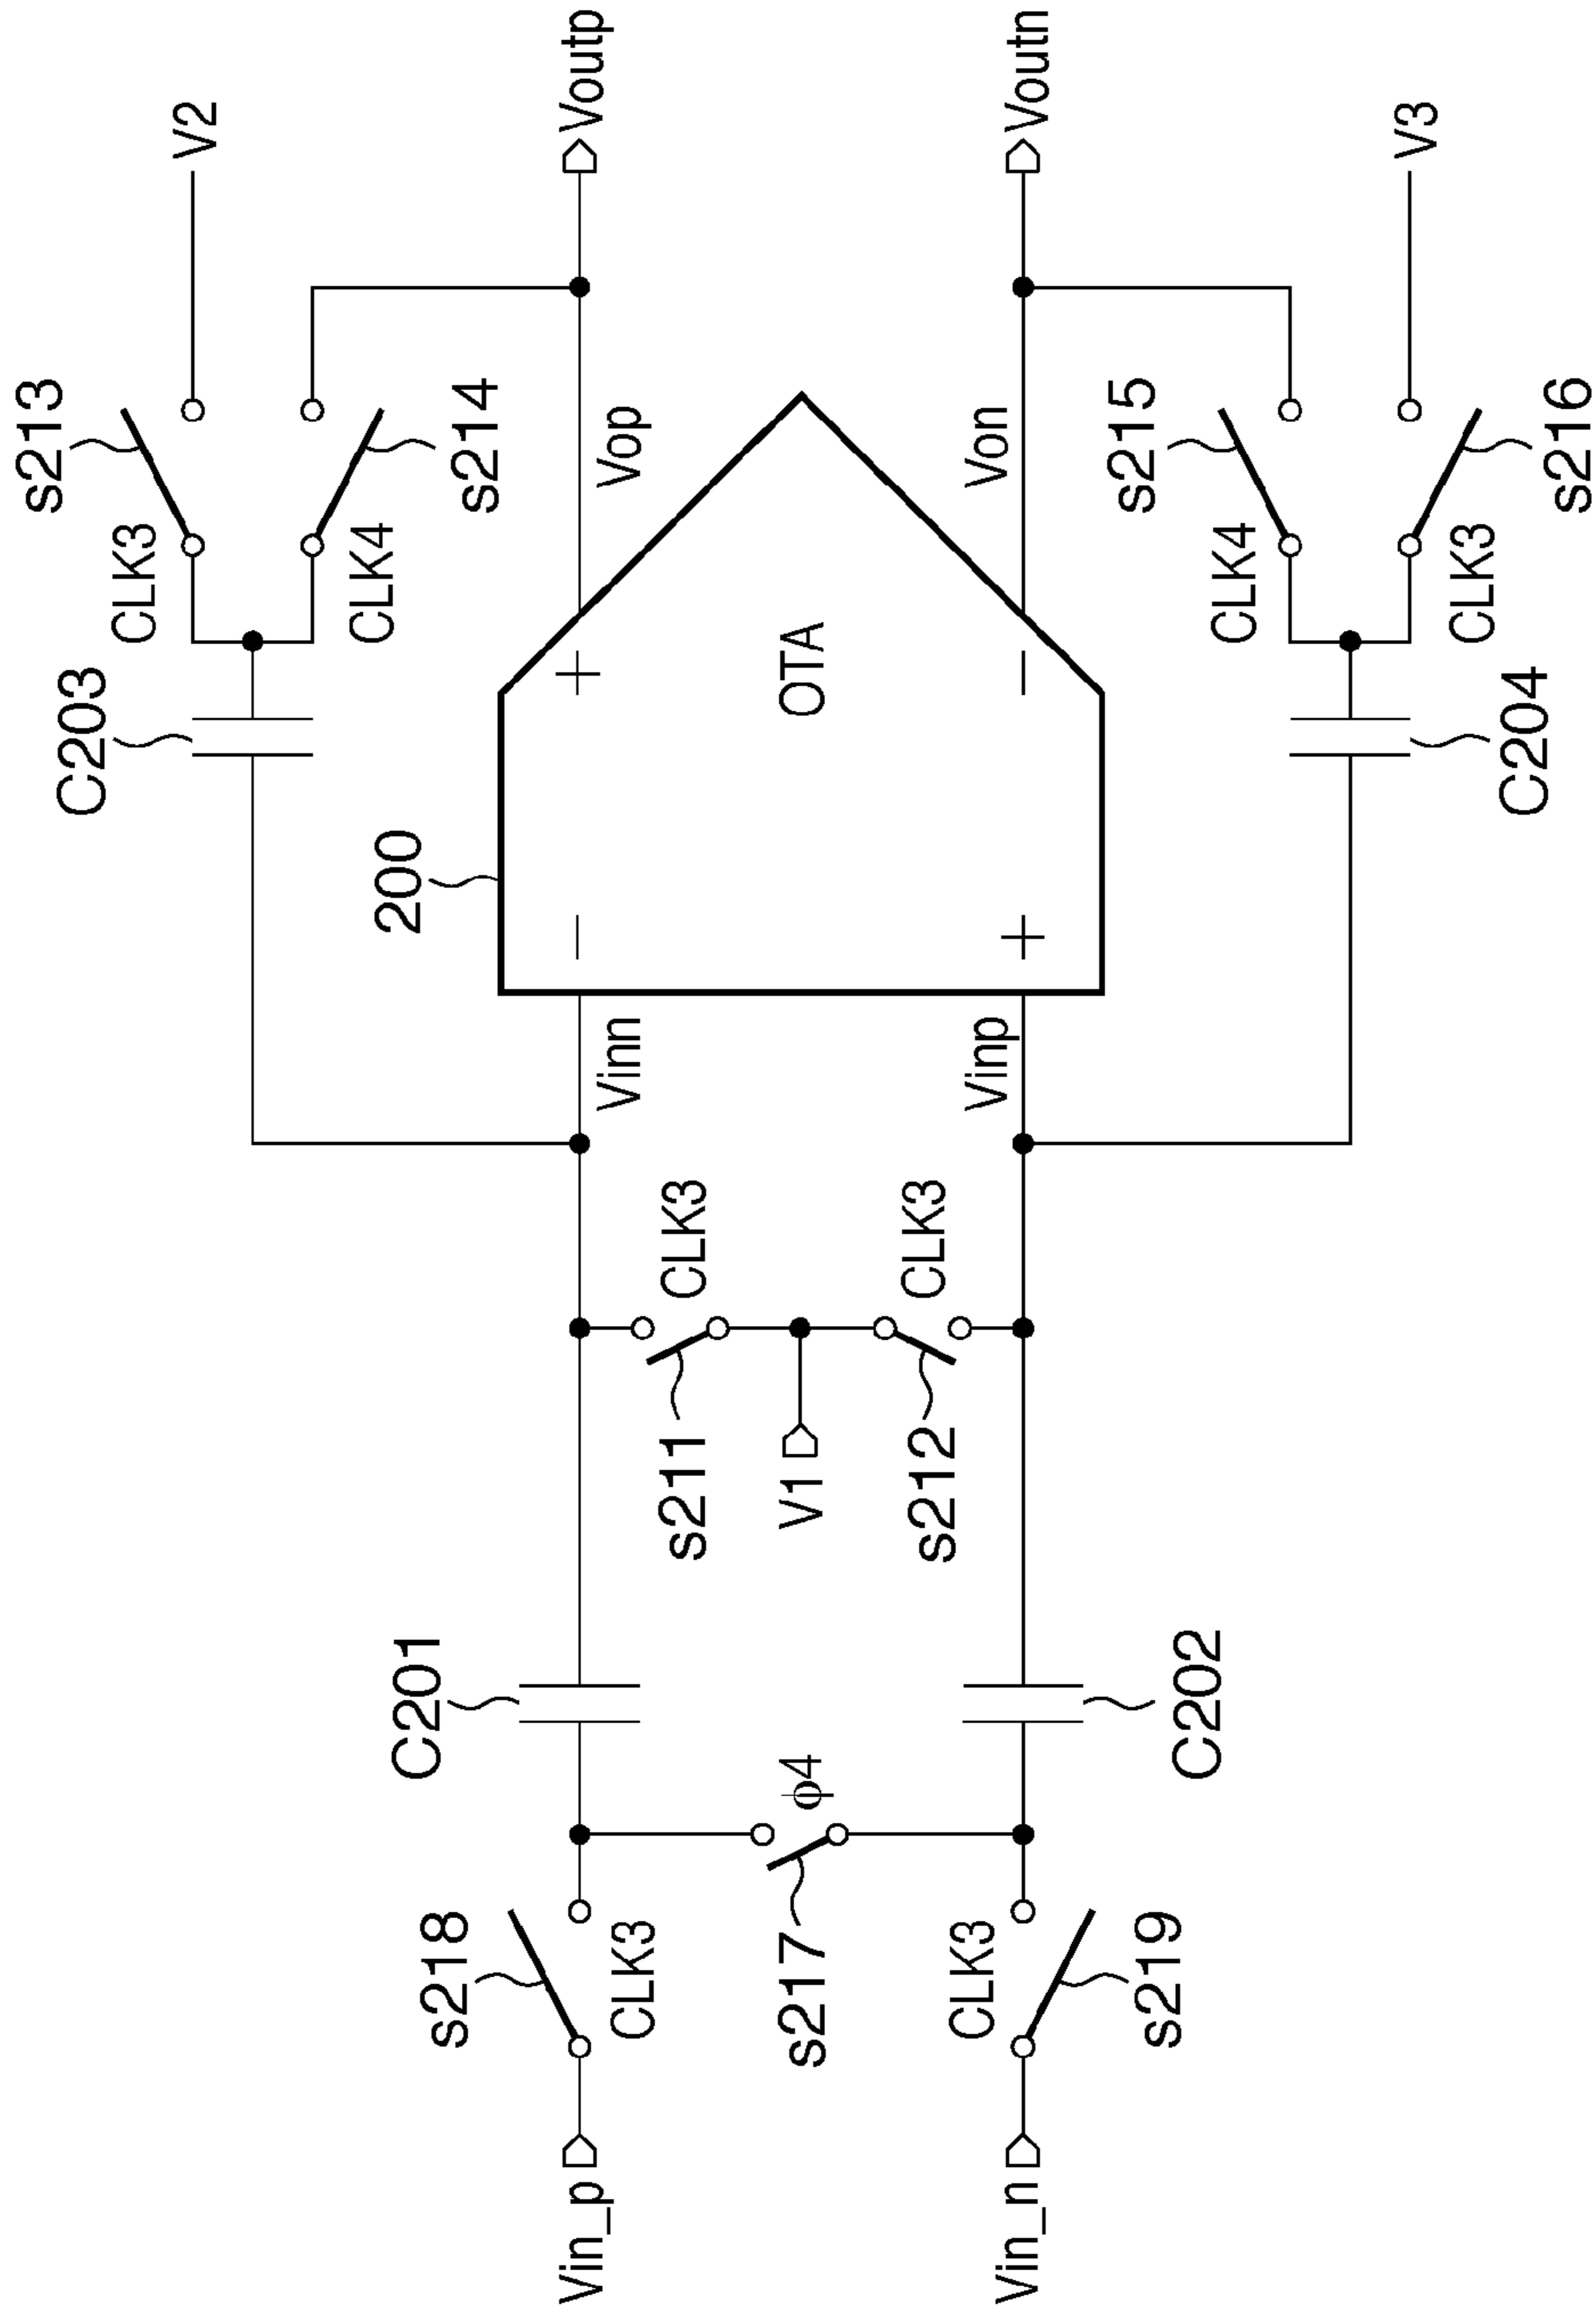 s213
V2
CLK3
C203
CLK4
s214
Voutp
Vop
200
Vinn
C201
s218
CLK3
Vin_p
CLK3
s211
OTA
V1
φ4
s217
CLK3
s212
Vinp
Von
Voutn
CLK3
Vin_n
s219
C202
s215
CLK4
V3
CLK3
C204
s216
+
−
−
+